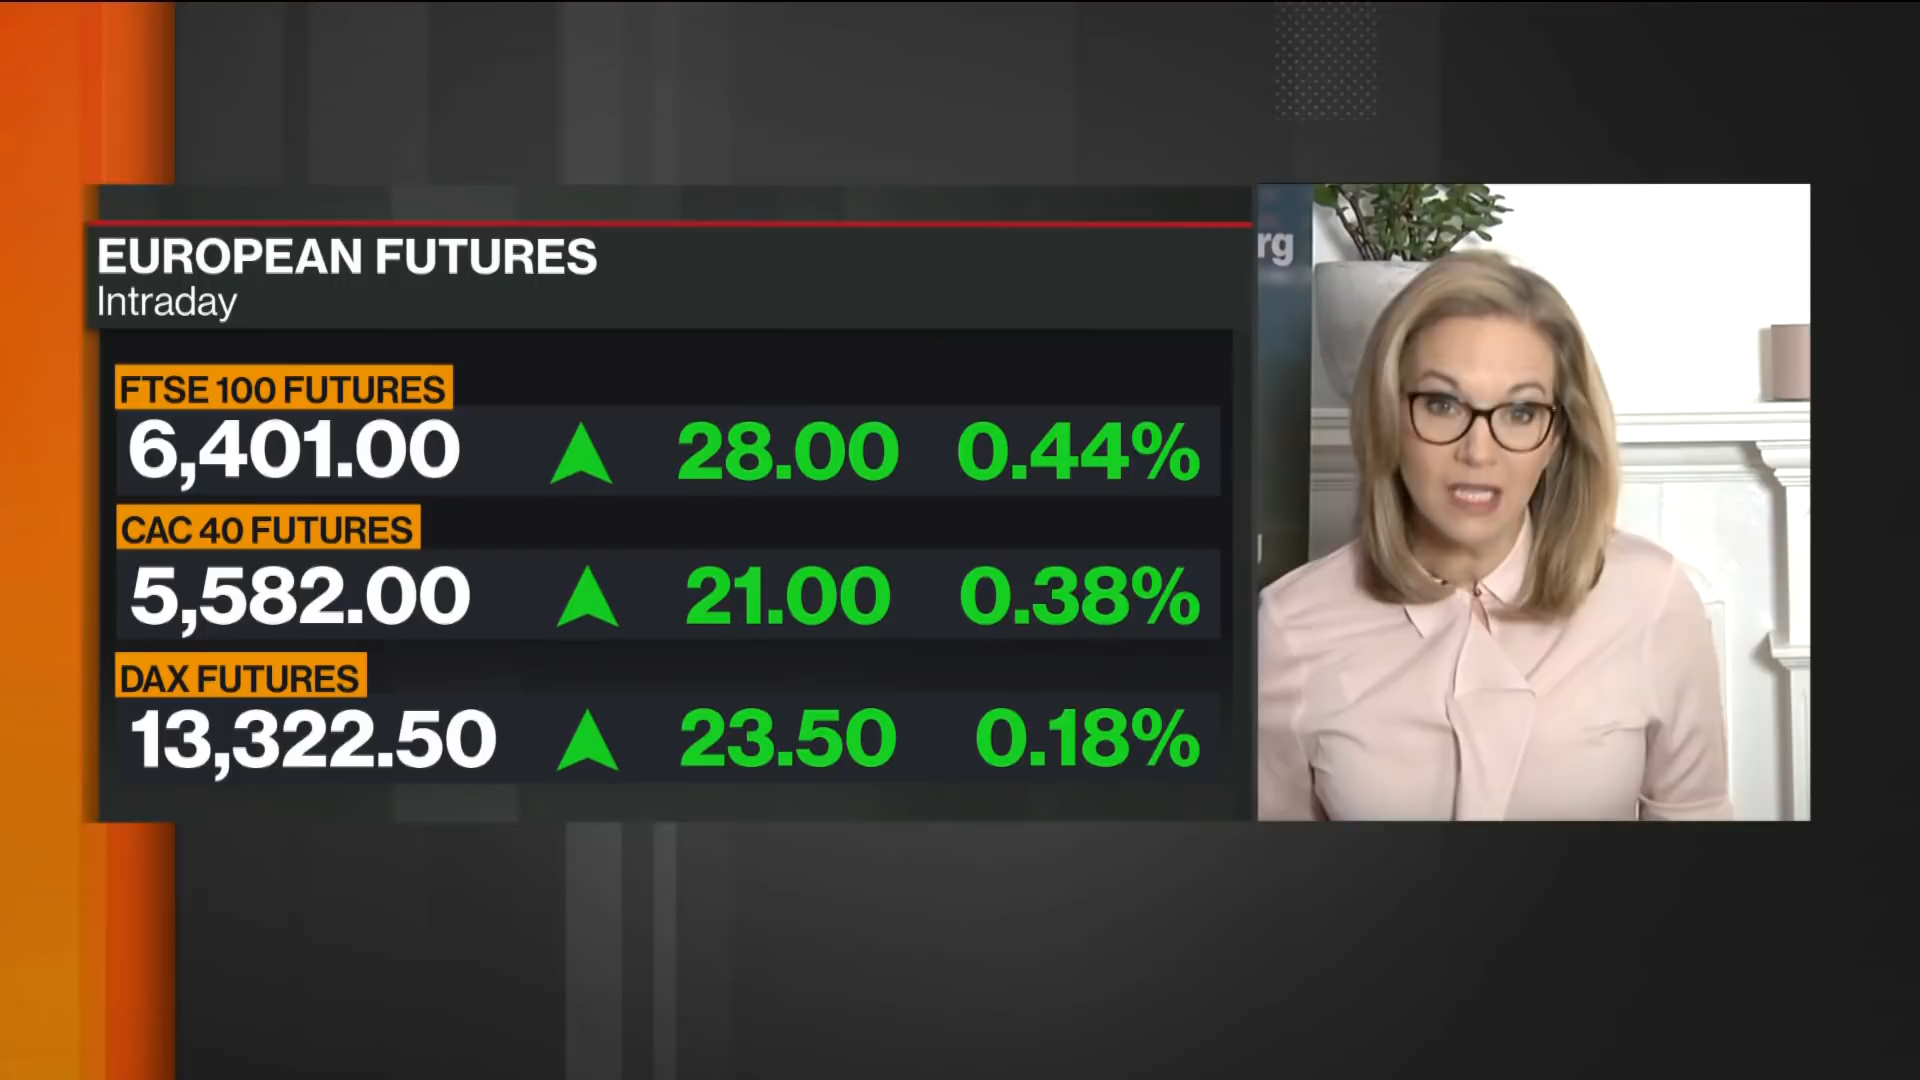 EUROPEAN FUTURES
Intraday
FTSE 100 FUTURES
6,401.00 ▲ 28.00 0.44%
CAC 40 FUTURES
5,582.00 ▲ 21.00 0.38%
DAX FUTURES
13,322.50 ▲ 23.50 0.18%
rg